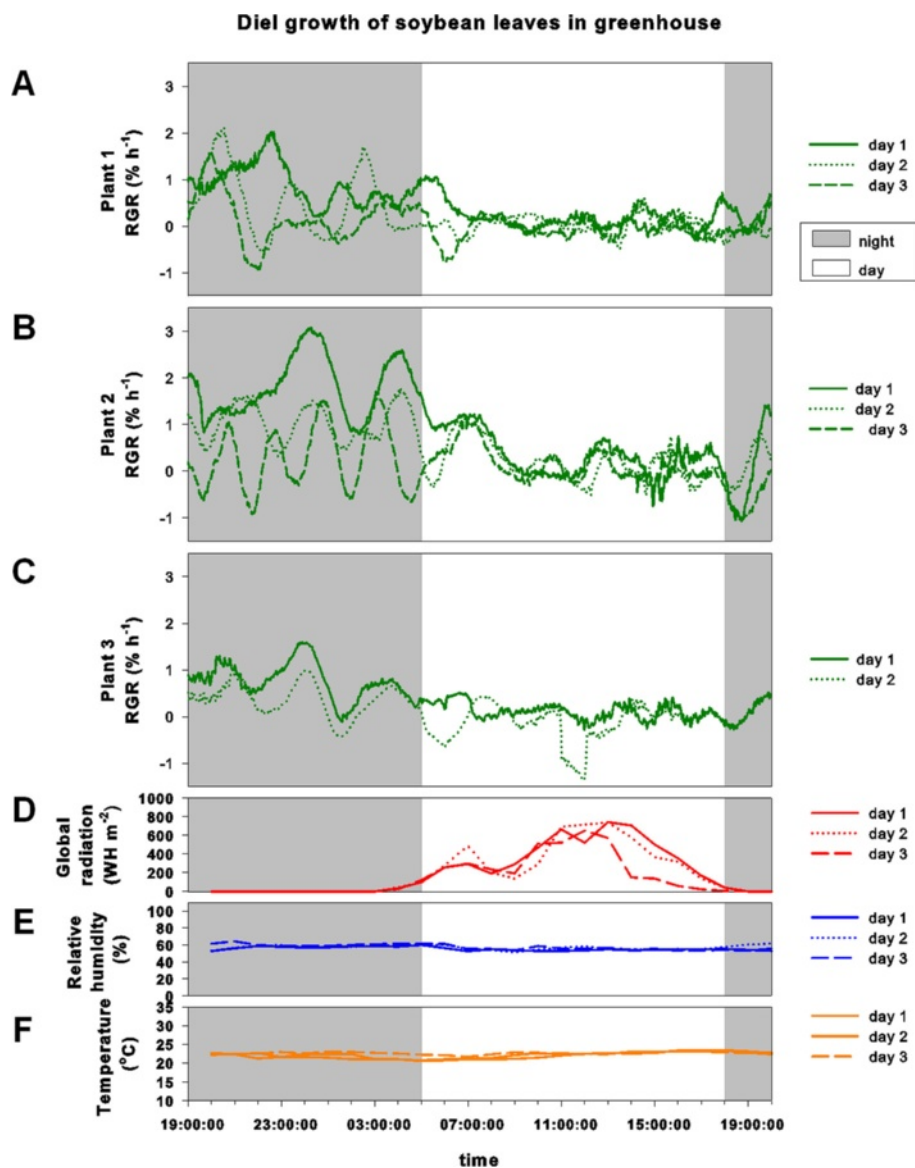 Diel growth of soybean leaves in greenhouse
A
Plant 1
RGR (% h⁻¹)
3
2
1
0
-1
day 1
day 2
day 3
night
day
B
Plant 2
RGR (% h⁻¹)
3
2
1
0
-1
day 1
day 2
day 3
C
Plant 3
RGR (% h⁻¹)
3
2
1
0
-1
day 1
day 2
D
Global
radiation
(WH m⁻²)
1000
800
600
400
200
0
day 1
day 2
day 3
E
Relative
humidity
(%)
100
80
60
40
20
0
day 1
day 2
day 3
F
Temperature
(°C)
35
30
25
20
15
10
day 1
day 2
day 3
19:00:00 23:00:00 03:00:00 07:00:00 11:00:00 15:00:00 19:00:00
time